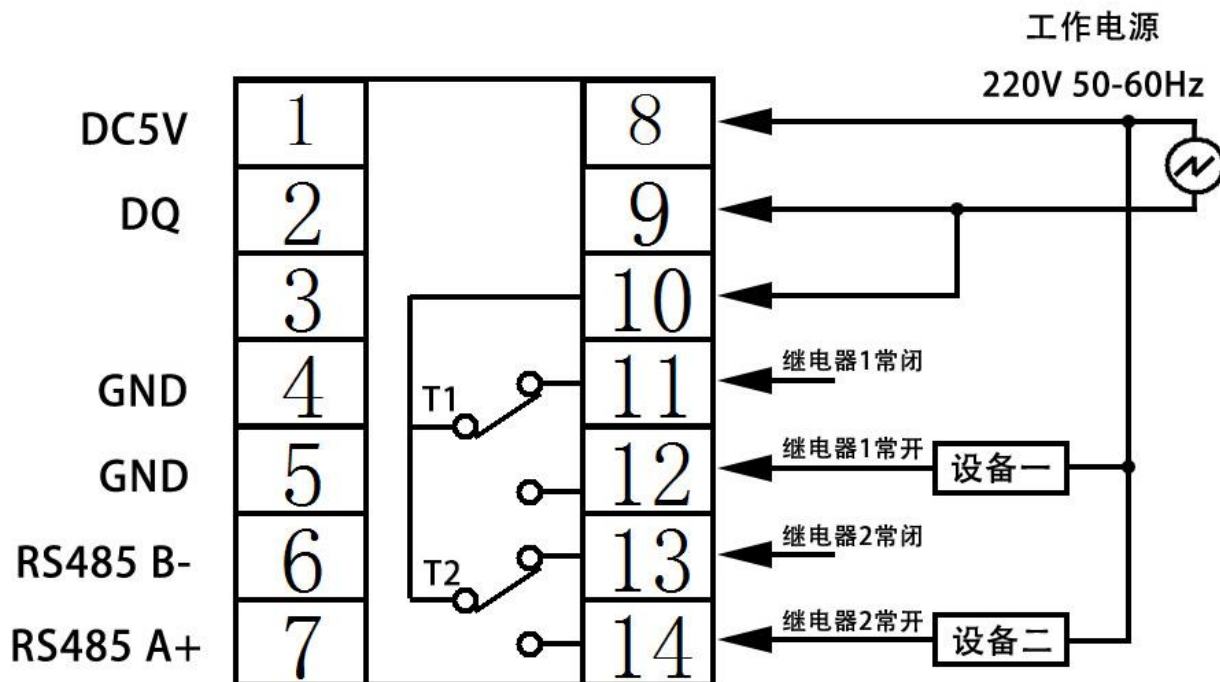 工作电源
220V 50-60Hz
DC5V
1
8
DQ
2
9
3
10
GND
4
T1
11
继电器1常闭
GND
5
12
继电器1常开
设备一
RS485 B-
6
T2
13
继电器2常闭
RS485 A+
7
14
继电器2常开
设备二